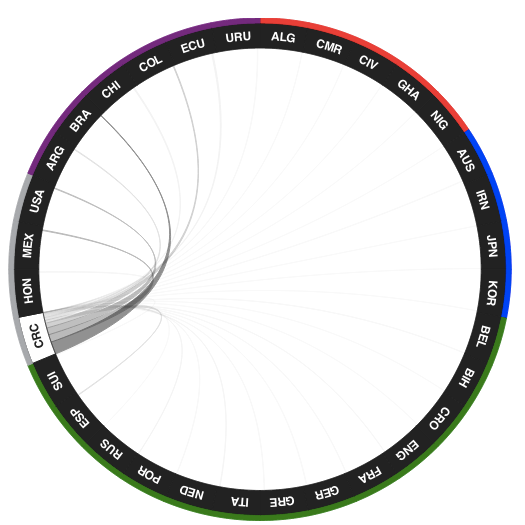 ALG
CMR
CIV
GHA
NIG
AUS
IRN
JPN
KOR
BEL
BIH
CRO
ENG
FRA
GER
GRE
ITA
NED
POR
RUS
ESP
SUI
CRC
HON
MEX
USA
ARG
BRA
CHI
COL
ECU
URU